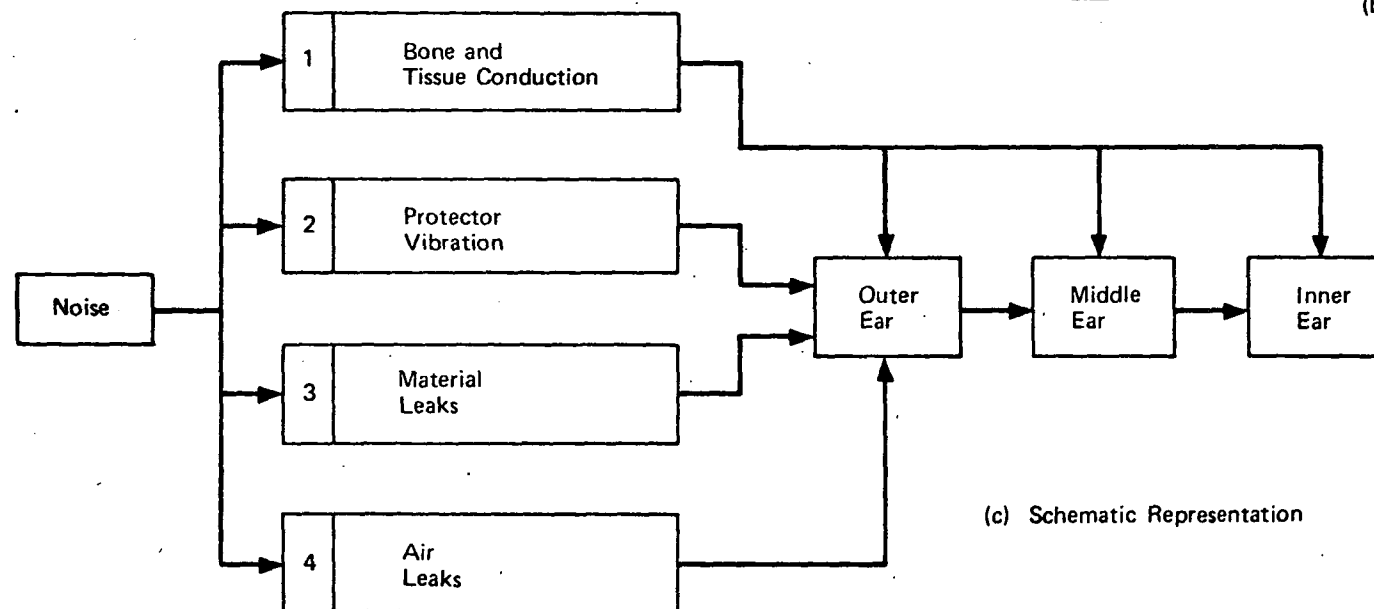 (b
1
Bone and
Tissue Conduction
2
Protector
Vibration
Noise
Outer
Ear
Middle
Ear
Inner
Ear
3
Material
Leaks
(c) Schematic Representation
4
Air
Leaks